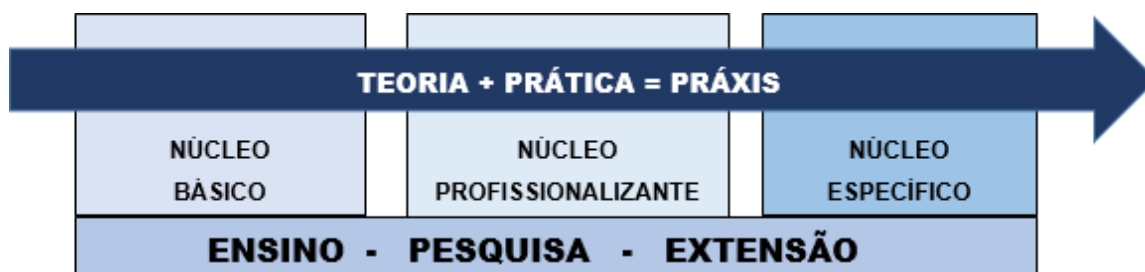 TEORIA + PRÁTICA = PRÁXIS
NÚCLEO
BÁSICO
NÚCLEO
PROFISSIONALIZANTE
NÚCLEO
ESPECÍFICO
ENSINO - PESQUISA - EXTENSÃO